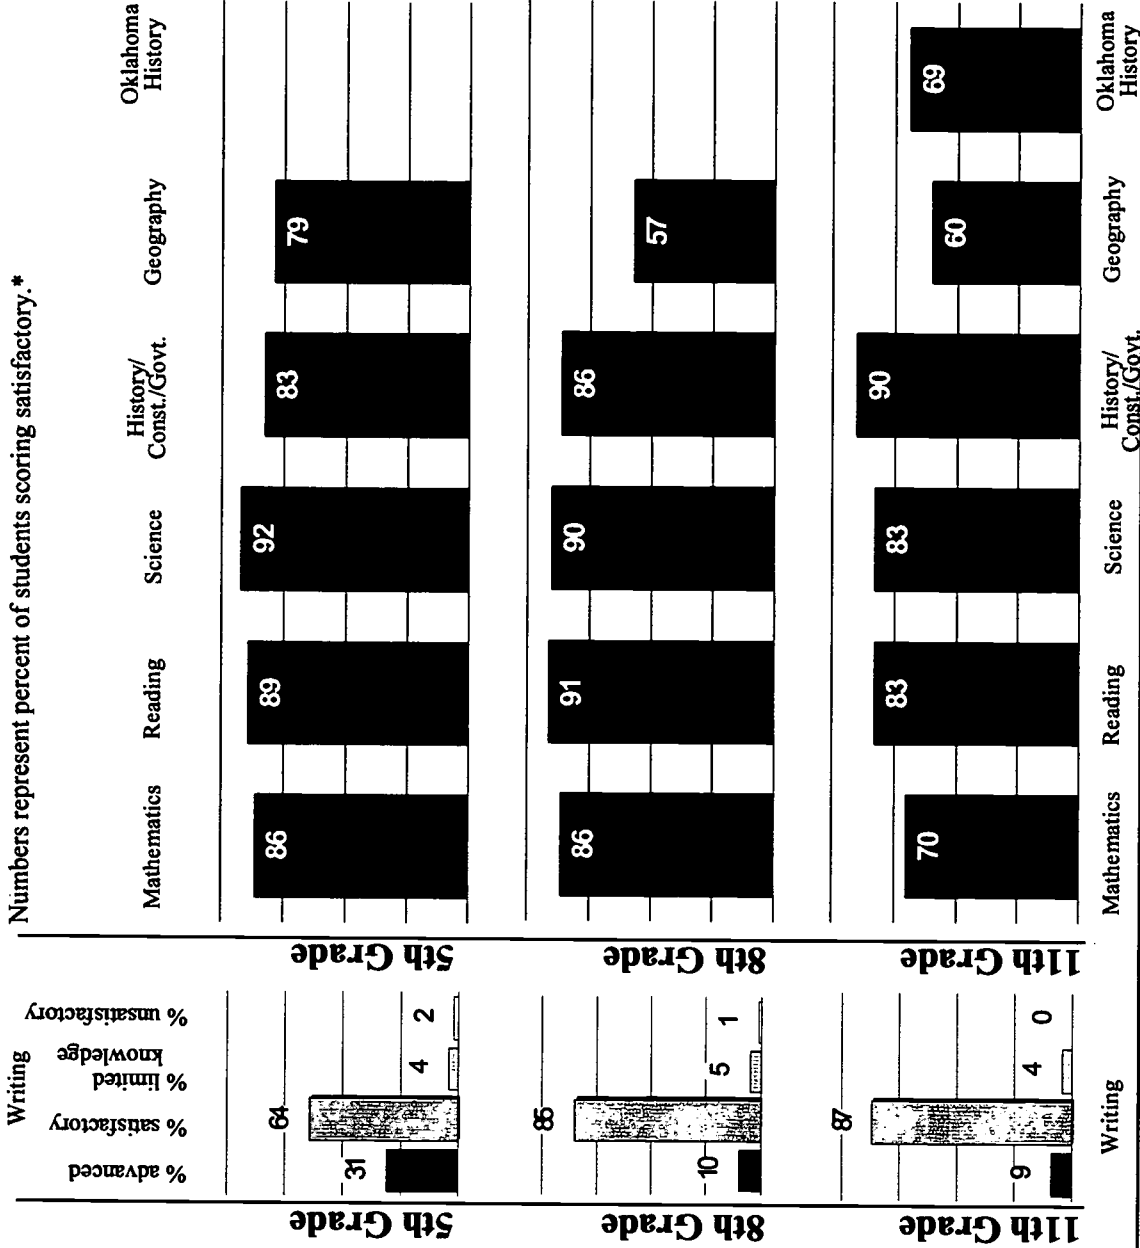 Numbers represent percent of students scoring satisfactory.*
Writing
% advanced
% satisfactory
% limited knowledge
% unsatisfactory
Mathematics
Reading
Science
History/
Const./Govt.
Geography
Oklahoma
History
5th Grade
31
64
4
2
5th Grade
86
89
92
83
79
8th Grade
10
85
5
1
8th Grade
86
91
90
86
57
11th Grade
9
87
4
0
11th Grade
70
83
83
90
60
69
Writing
Mathematics
Reading
Science
History/
Const./Govt.
Geography
Oklahoma
History